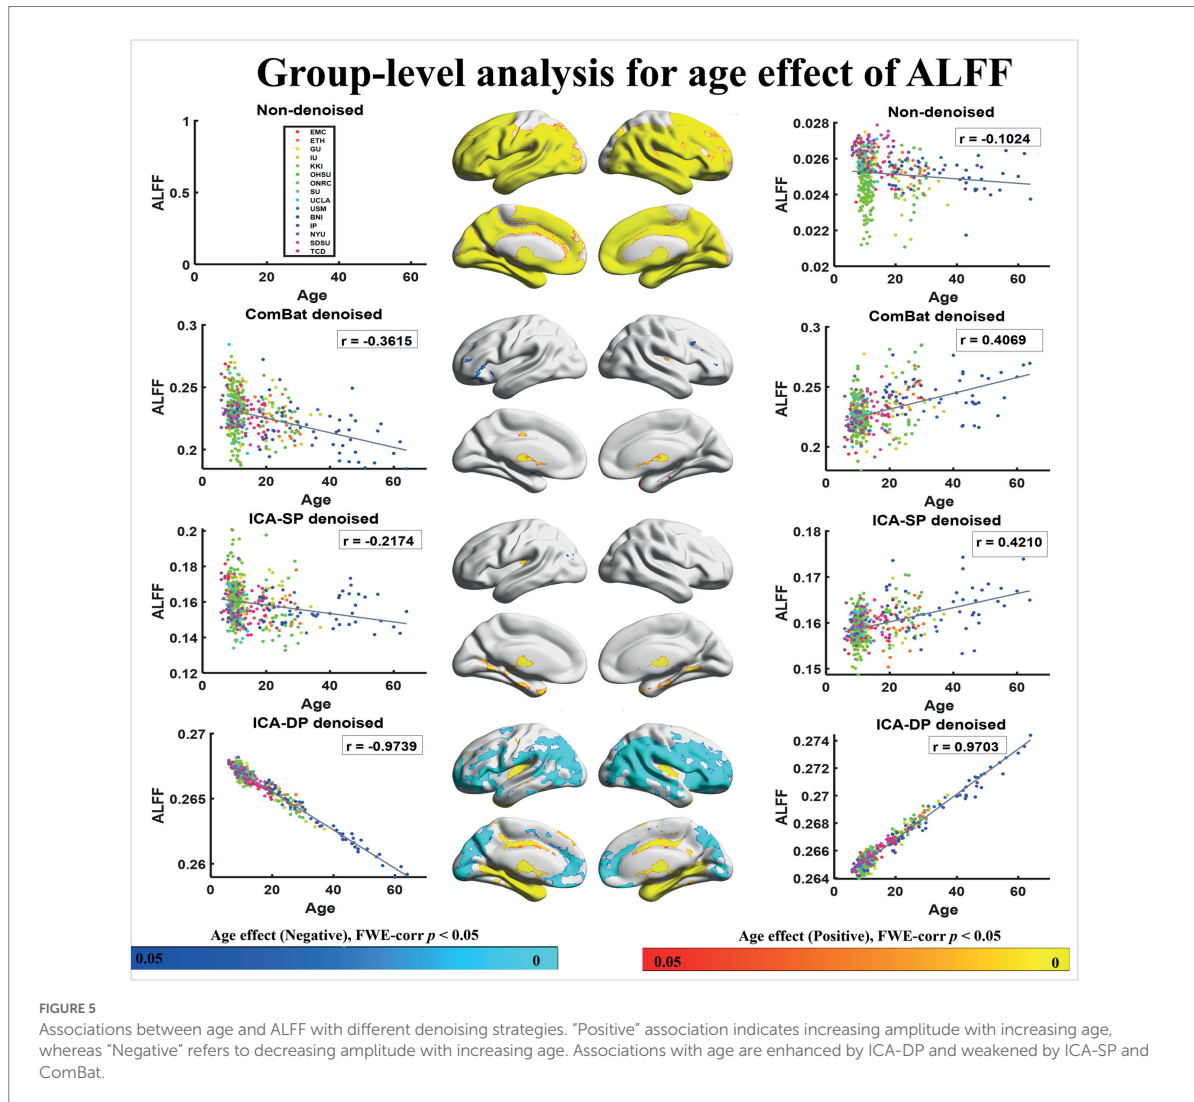 Group-level analysis for age effect of ALFF
Non-denoised
1
0.5
0
ALFF
0 20 40 60 80
Age
EMC
ETH
GU
IU
KKI
OHSU
ONRC
SU
UCLA
USM
BNI
IP
NYU
SDSU
TCD
Non-denoised
r = -0.1024
0.028
0.026
0.024
0.022
0.02
ALFF
0 20 40 60
Age
ComBat denoised
r = -0.3615
0.3
0.25
0.2
ALFF
0 20 40 60
Age
ComBat denoised
r = 0.4069
0.3
0.25
0.2
ALFF
0 20 40 60
Age
ICA-SP denoised
r = -0.2174
0.2
0.18
0.16
0.14
0.12
ALFF
0 20 40 60
Age
ICA-SP denoised
r = 0.4210
0.18
0.17
0.16
0.15
ALFF
0 20 40 60
Age
ICA-DP denoised
r = -0.9739
0.27
0.265
0.26
ALFF
0 20 40 60
Age
ICA-DP denoised
r = 0.9703
0.274
0.272
0.27
0.268
0.266
0.264
ALFF
0 20 40 60
Age
Age effect (Negative), FWE-corr p < 0.05
0.05 0
Age effect (Positive), FWE-corr p < 0.05
0.05 0
FIGURE 5
Associations between age and ALFF with different denoising strategies. "Positive" association indicates increasing amplitude with increasing age,
whereas "Negative" refers to decreasing amplitude with increasing age. Associations with age are enhanced by ICA-DP and weakened by ICA-SP and
ComBat.